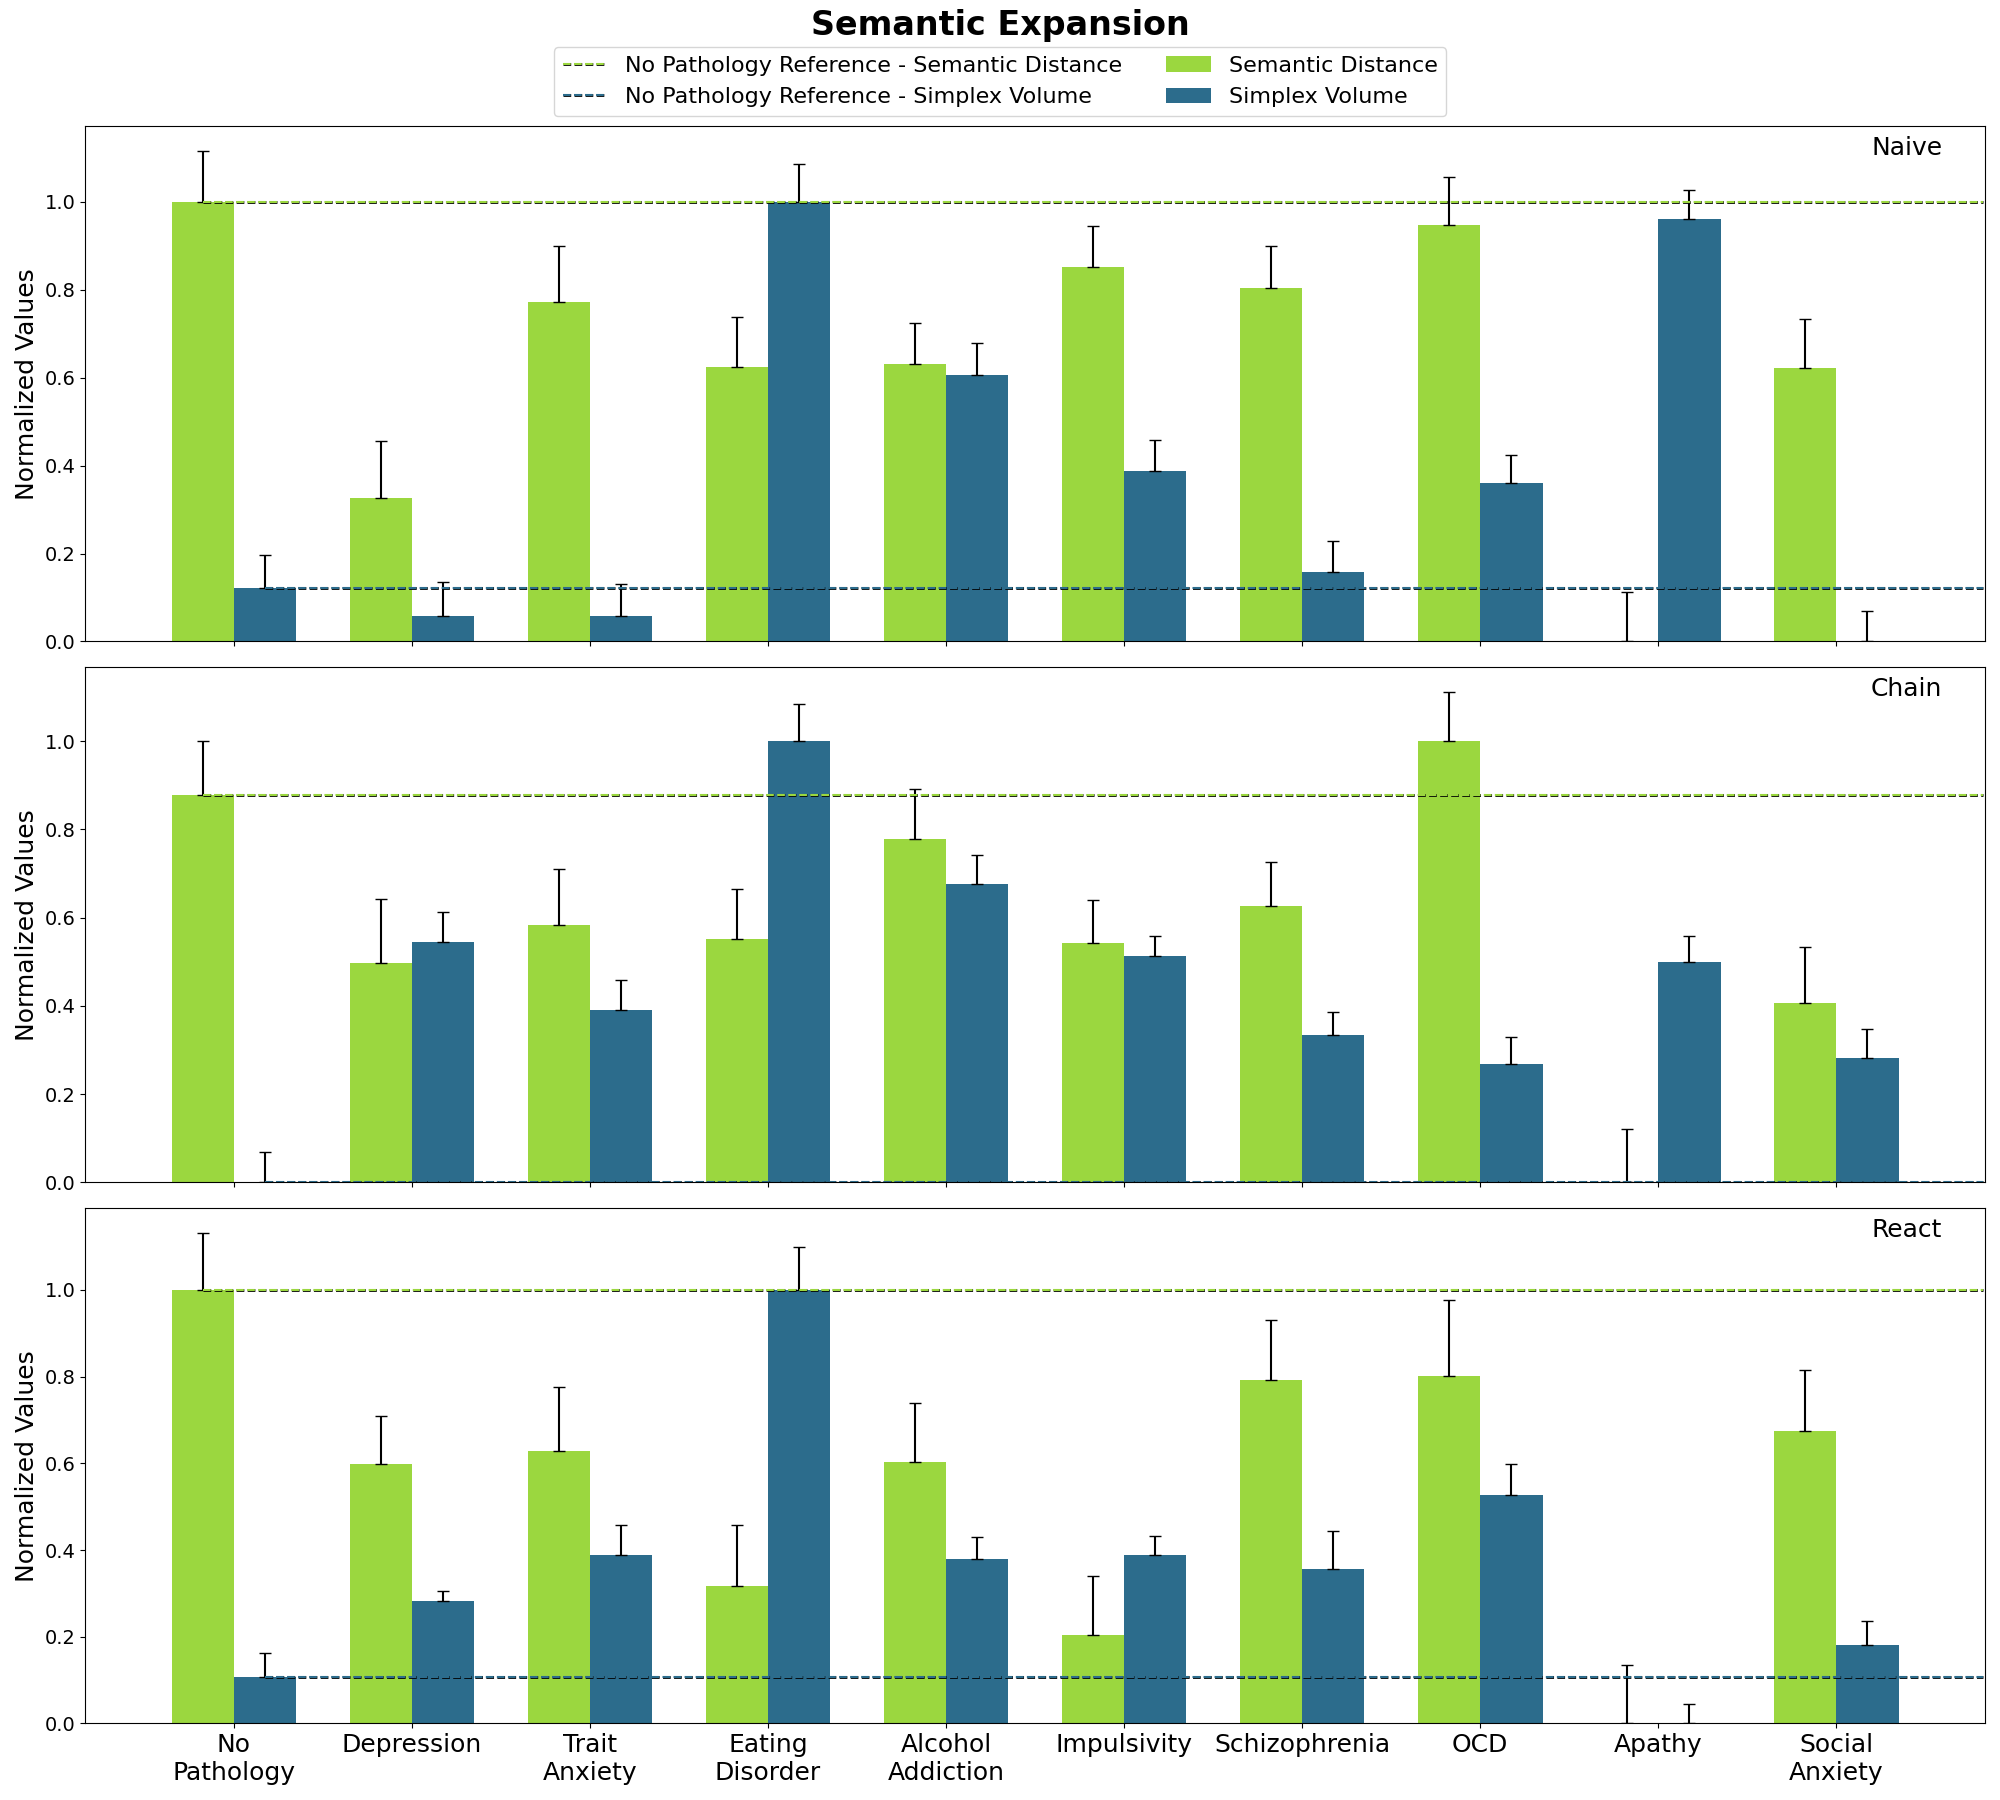 Semantic Expansion
No Pathology Reference - Semantic Distance
No Pathology Reference - Simplex Volume
Semantic Distance
Simplex Volume
Naive
Normalized Values
1.0
0.8
0.6
0.4
0.2
0.0
Chain
Normalized Values
1.0
0.8
0.6
0.4
0.2
0.0
React
Normalized Values
1.0
0.8
0.6
0.4
0.2
0.0
No
Pathology
Depression
Trait
Anxiety
Eating
Disorder
Alcohol
Addiction
Impulsivity
Schizophrenia
OCD
Apathy
Social
Anxiety